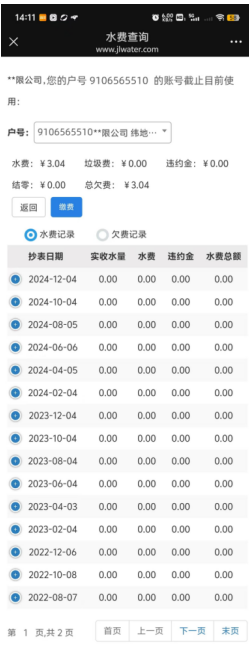 14:11
水费查询
www.jlwater.com
**限公司,您的户号 9106565510 的账号截止目前使
用:
户号: 9106565510**限公司 纬地…
水费: ¥3.04 垃圾费: ¥0.00 违约金: ¥0.00
结零: ¥0.00 总欠费: ¥3.04
返回 缴费
水费记录 欠费记录
抄表日期 实收水量 水费 违约金 水费总额
2024-12-04 0.00 0.00 0.00 0.00
2024-10-04 0.00 0.00 0.00 0.00
2024-08-05 0.00 0.00 0.00 0.00
2024-06-06 0.00 0.00 0.00 0.00
2024-04-05 0.00 0.00 0.00 0.00
2024-02-04 0.00 0.00 0.00 0.00
2023-12-04 0.00 0.00 0.00 0.00
2023-10-04 0.00 0.00 0.00 0.00
2023-08-04 0.00 0.00 0.00 0.00
2023-06-04 0.00 0.00 0.00 0.00
2023-04-03 0.00 0.00 0.00 0.00
2023-02-04 0.00 0.00 0.00 0.00
2022-12-06 0.00 0.00 0.00 0.00
2022-10-08 0.00 0.00 0.00 0.00
2022-08-07 0.00 0.00 0.00 0.00
第 1 页,共 2 页 首页 上一页 下一页 末页